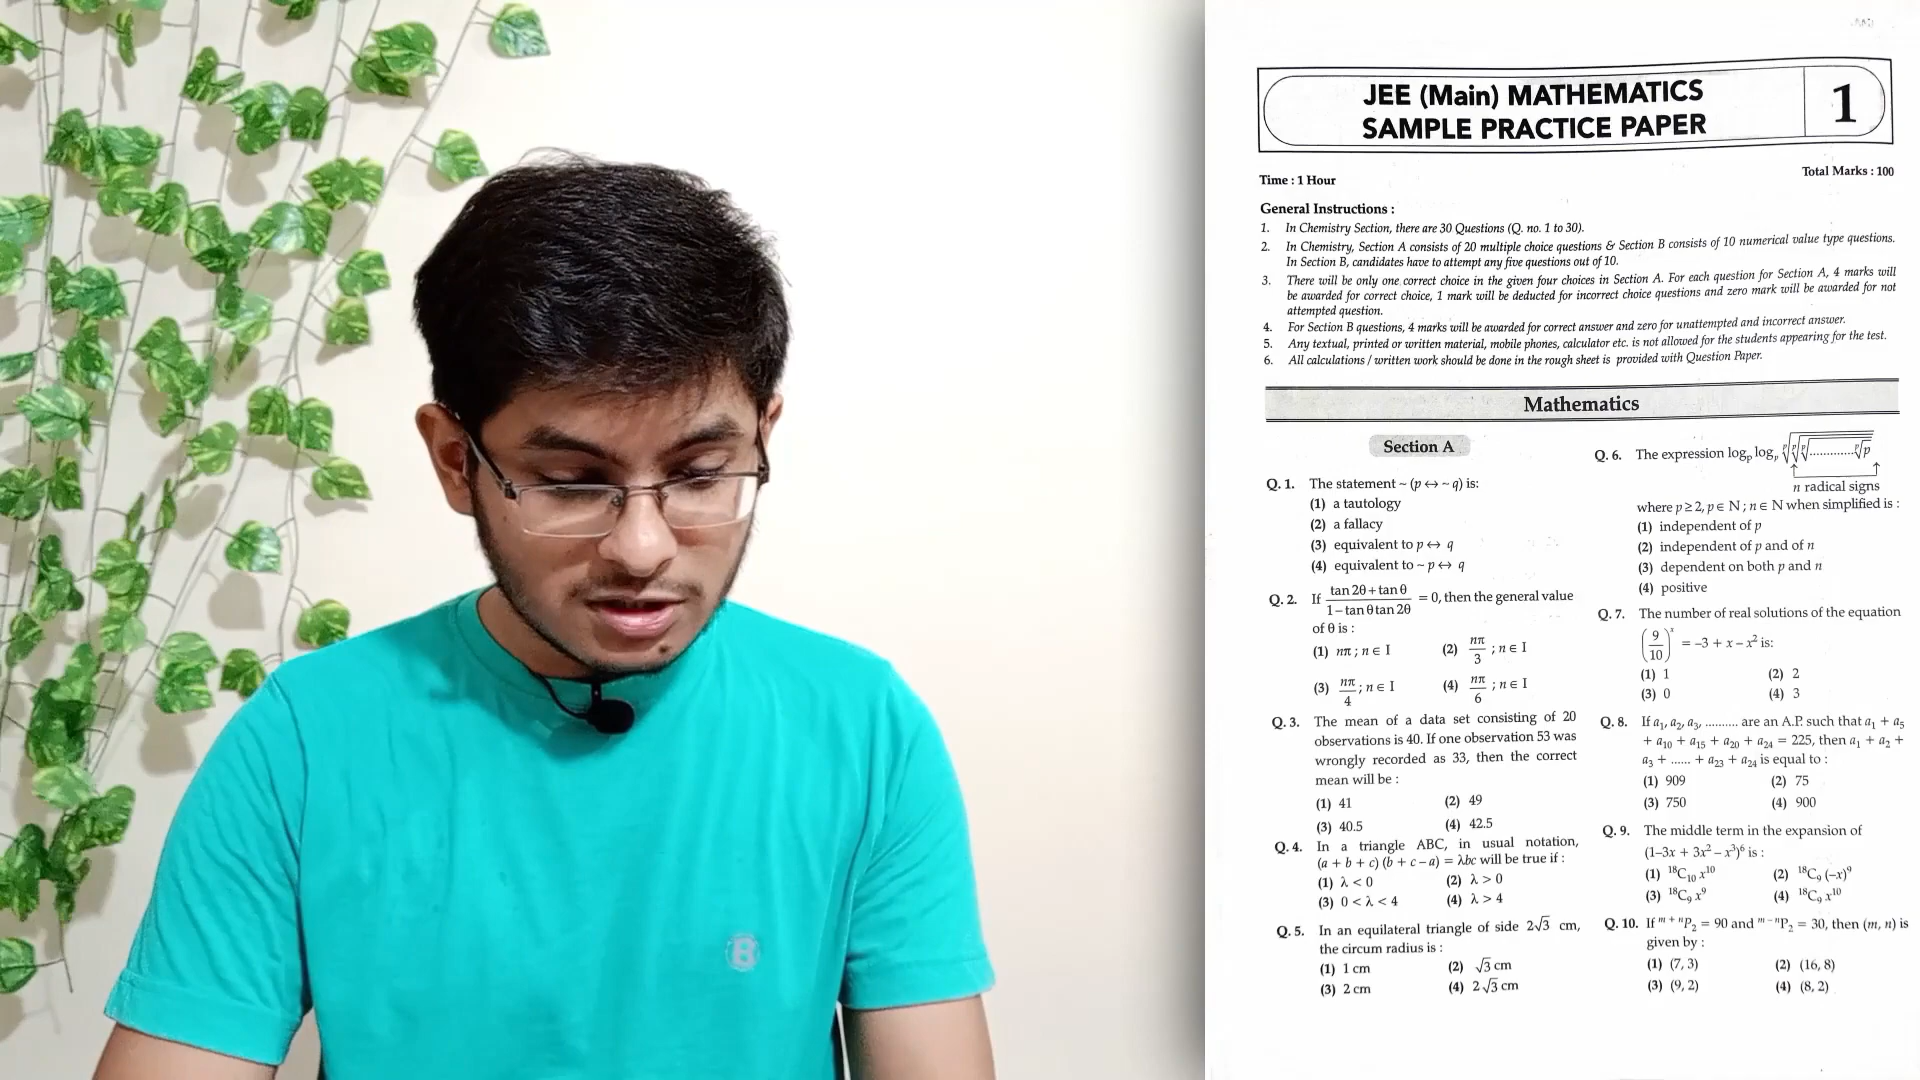 JEE (Main) MATHEMATICS
SAMPLE PRACTICE PAPER
1
Time : 1 Hour
Total Marks : 100
General Instructions :
1. In Chemistry Section, there are 30 Questions (Q. no. 1 to 30).
2. In Chemistry, Section A consists of 20 multiple choice questions & Section B consists of 10 numerical value type questions.
In Section B, candidates have to attempt any five questions out of 10.
3. There will be only one correct choice in the given four choices in Section A. For each question for Section A, 4 marks will
be awarded for correct choice, 1 mark will be deducted for incorrect choice questions and zero mark will be awarded for not
attempted question.
4. For Section B questions, 4 marks will be awarded for correct answer and zero for unattempted and incorrect answer.
5. Any textual, printed or written material, mobile phones, calculator etc. is not allowed for the students appearing for the test.
6. All calculations / written work should be done in the rough sheet is provided with Question Paper.
Mathematics
Section A
Q. 1. The statement ~ (p ↔ ~ q) is:
(1) a tautology
(2) a fallacy
(3) equivalent to p ↔ q
(4) equivalent to ~ p ↔ q
Q. 2. If (tan 2θ + tan θ)/(1 – tan θ tan 2θ) = 0, then the general value
of θ is :
(1) nπ ; n ∈ I (2) nπ/3 ; n ∈ I
(3) nπ/4 ; n ∈ I (4) nπ/6 ; n ∈ I
Q. 3. The mean of a data set consisting of 20
observations is 40. If one observation 53 was
wrongly recorded as 33, then the correct
mean will be :
(1) 41 (2) 49
(3) 40.5 (4) 42.5
Q. 4. In a triangle ABC, in usual notation,
(a + b + c) (b + c – a) = λbc will be true if :
(1) λ < 0 (2) λ > 0
(3) 0 < λ < 4 (4) λ > 4
Q. 5. In an equilateral triangle of side 2√3 cm,
the circum radius is :
(1) 1 cm (2) √3 cm
(3) 2 cm (4) 2√3 cm
Q. 6. The expression logₚ logₚ ᵖ√ᵖ√ᵖ√.............ᵖ√p
n radical signs
where p ≥ 2, p ∈ N ; n ∈ N when simplified is :
(1) independent of p
(2) independent of p and of n
(3) dependent on both p and n
(4) positive
Q. 7. The number of real solutions of the equation
(9/10)ˣ = –3 + x – x² is:
(1) 1 (2) 2
(3) 0 (4) 3
Q. 8. If a₁, a₂, a₃, .......... are an A.P. such that a₁ + a₅
+ a₁₀ + a₁₅ + a₂₀ + a₂₄ = 225, then a₁ + a₂ +
a₃ + ...... + a₂₃ + a₂₄ is equal to :
(1) 909 (2) 75
(3) 750 (4) 900
Q. 9. The middle term in the expansion of
(1–3x + 3x² – x³)⁶ is :
(1) ¹⁸C₁₀ x¹⁰ (2) ¹⁸C₉ (–x)⁹
(3) ¹⁸C₉ x⁹ (4) ¹⁸C₉ x¹⁰
Q. 10. If ᵐ⁺ⁿP₂ = 90 and ᵐ⁻ⁿP₂ = 30, then (m, n) is
given by :
(1) (7, 3) (2) (16, 8)
(3) (9, 2) (4) (8, 2)
B